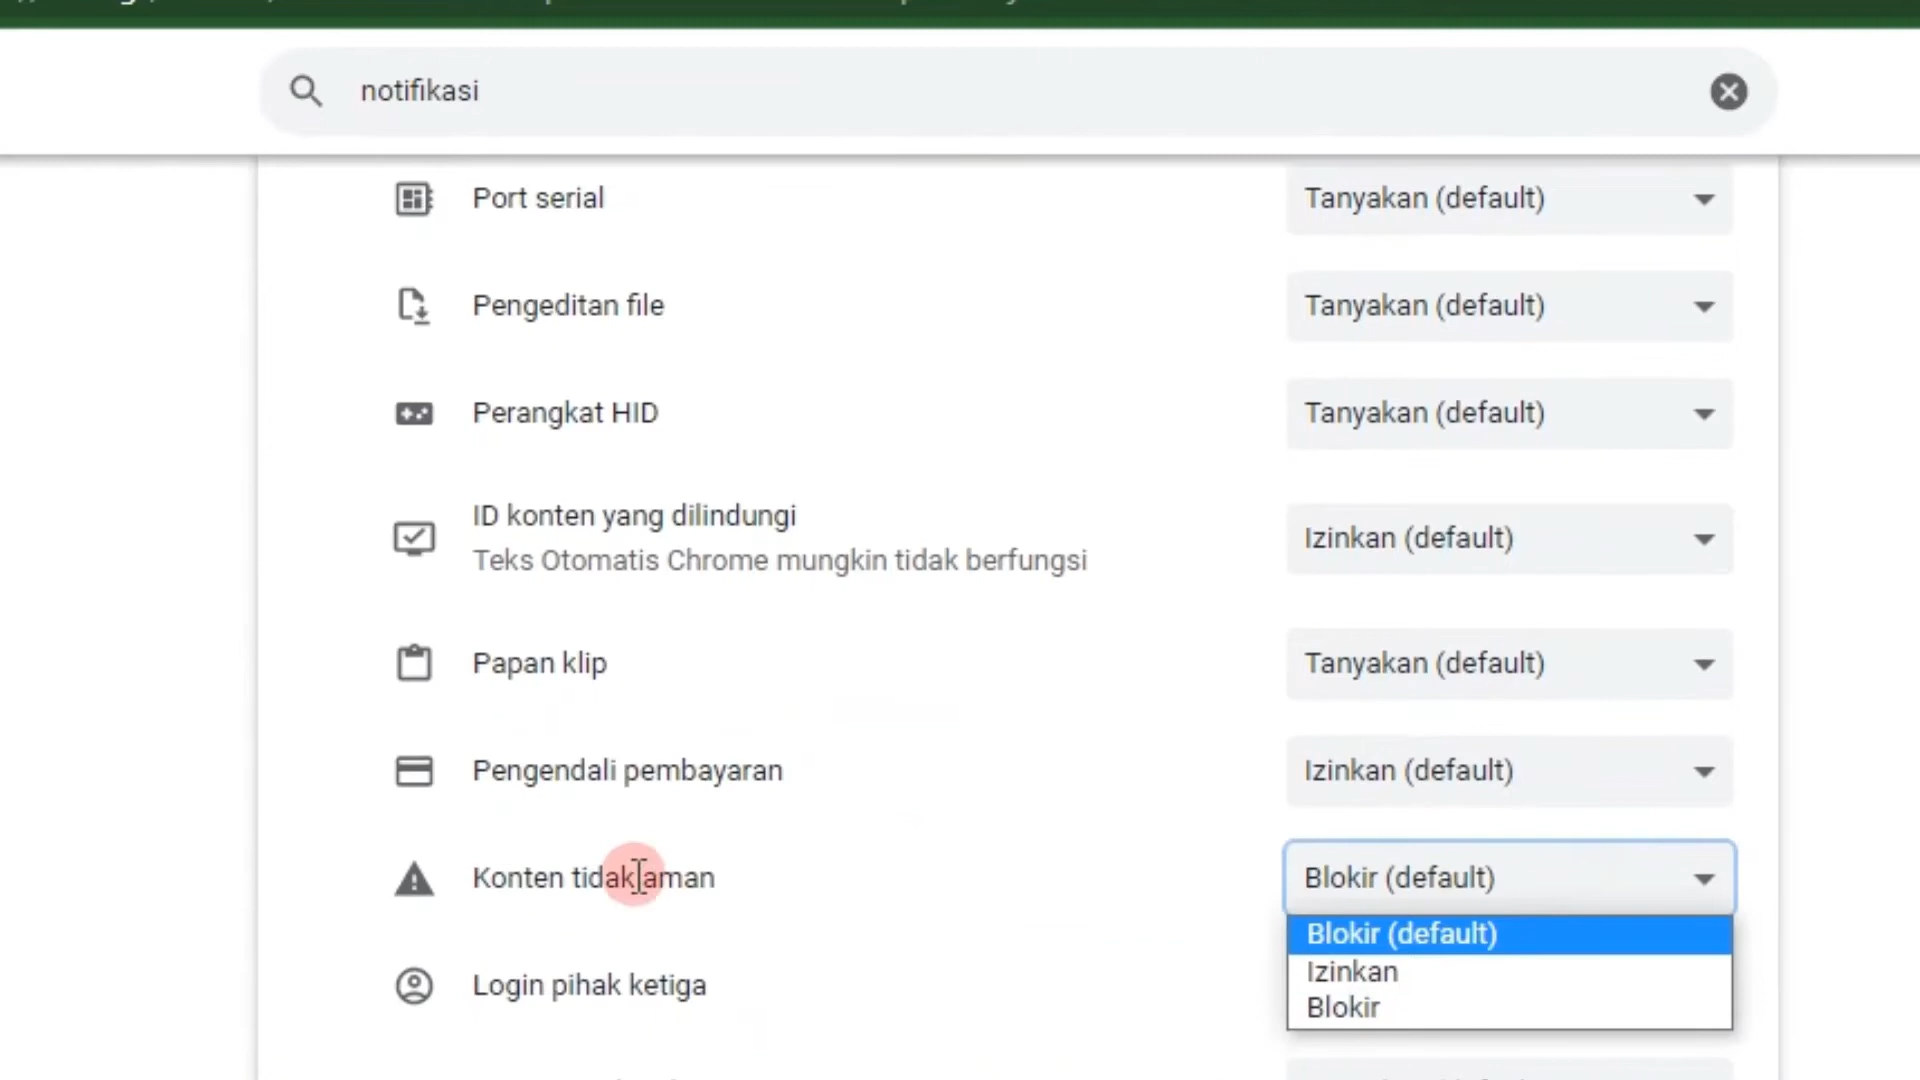 notifikasi
Port serial
Tanyakan (default)
Pengeditan file
Tanyakan (default)
Perangkat HID
Tanyakan (default)
ID konten yang dilindungi
Teks Otomatis Chrome mungkin tidak berfungsi
Izinkan (default)
Papan klip
Tanyakan (default)
Pengendali pembayaran
Izinkan (default)
Konten tidak aman
Blokir (default)
Blokir (default)
Izinkan
Blokir
Login pihak ketiga